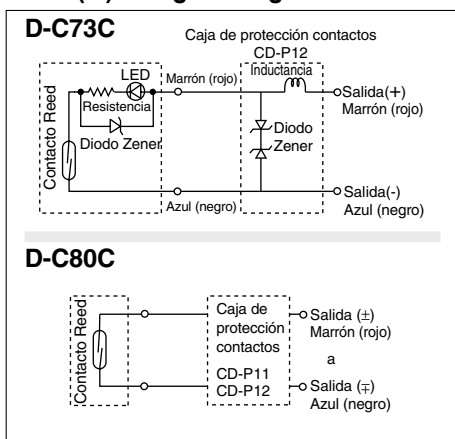 D-C73C
Caja de protección contactos
CD-P12
LED
Inductancia
Marrón (rojo)
Salida(+)
Marrón (rojo)
Resistencia
Contacto Reed
Diodo Zener
Diodo
Zener
Azul (negro)
Salida(-)
Azul (negro)
D-C80C
Contacto Reed
Caja de
protección
contactos
CD-P11
CD-P12
Salida (±)
Marrón (rojo)
a
Salida (∓)
Azul (negro)